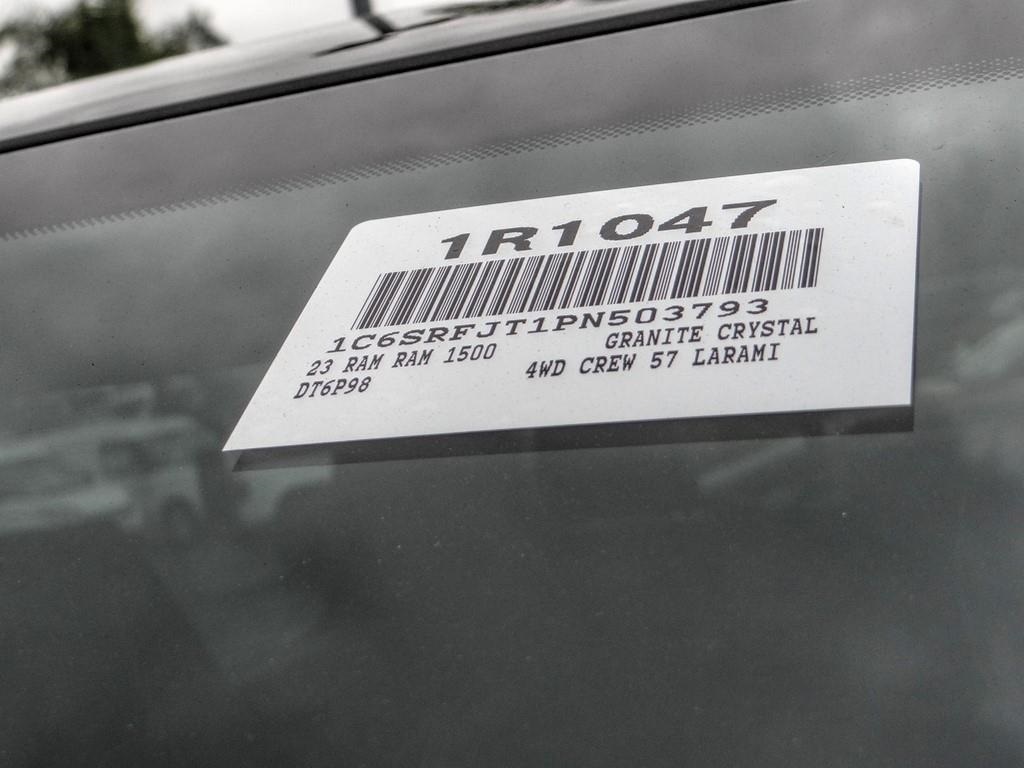 1R1047
1C6SRFJT1PN503793
23 RAM RAM 1500 GRANITE CRYSTAL
DT6P98 4WD CREW 57 LARAMI